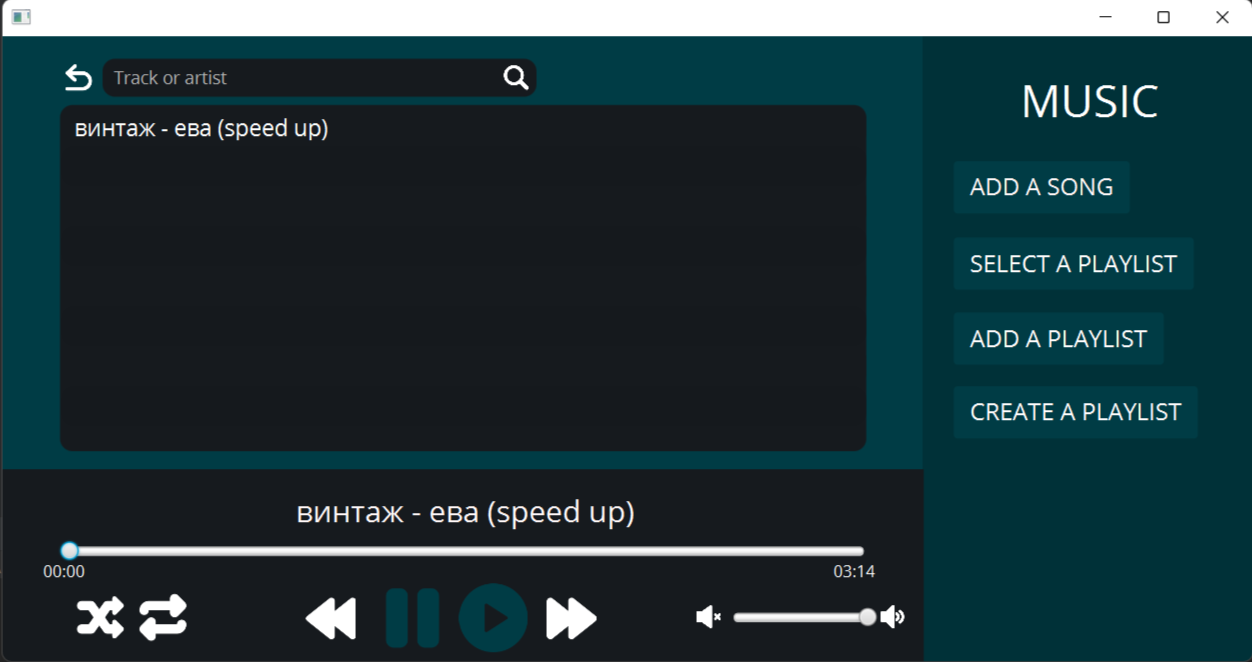 Track or artist
винтаж - ева (speed up)
MUSIC
ADD A SONG
SELECT A PLAYLIST
ADD A PLAYLIST
CREATE A PLAYLIST
винтаж - ева (speed up)
00:00
03:14